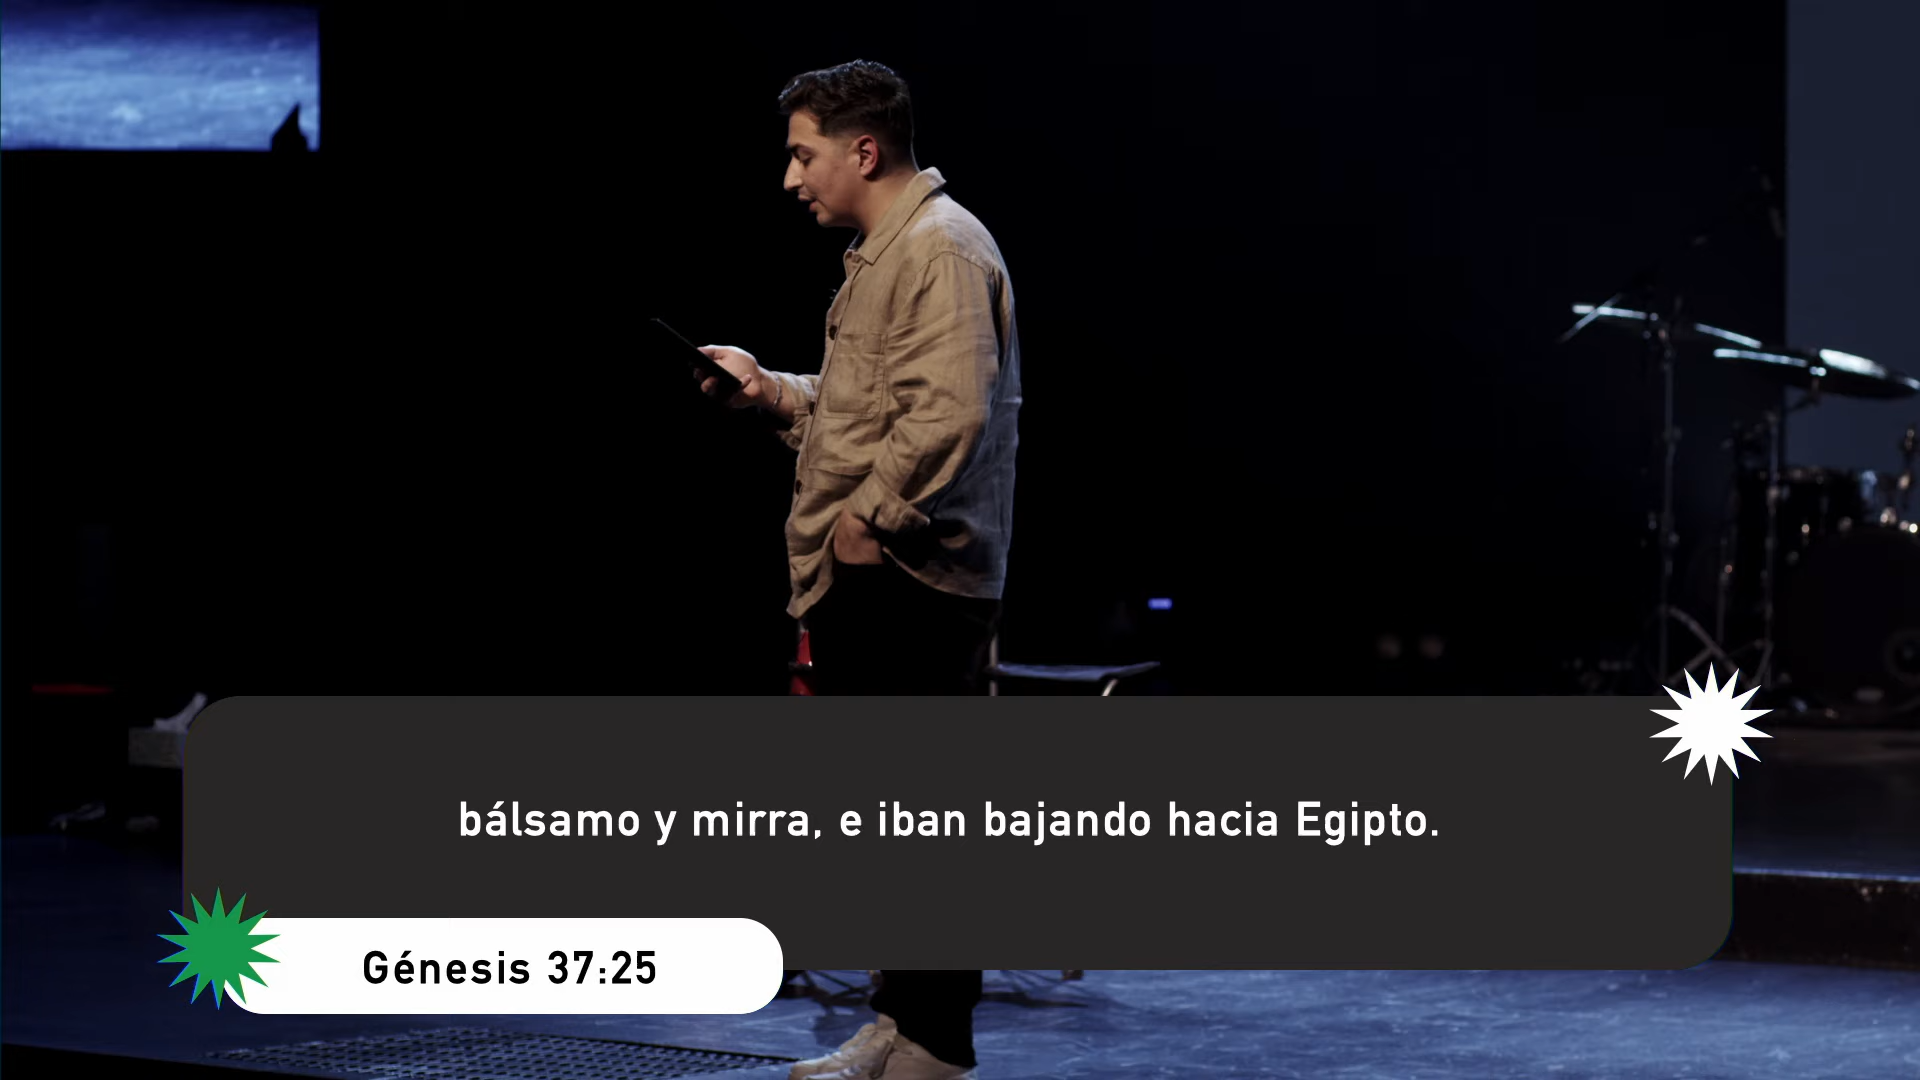 bálsamo y mirra, e iban bajando hacia Egipto.
Génesis 37:25